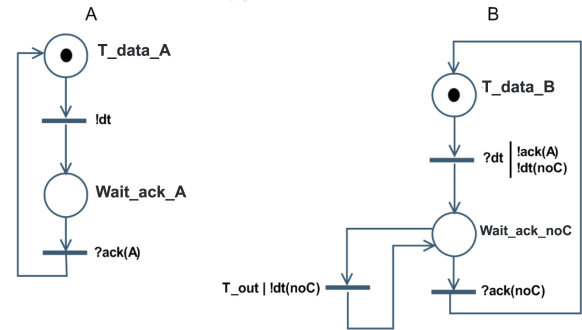 A
T_data_A
!dt
Wait_ack_A
?ack(A)
B
T_data_B
?dt | !ack(A)
!dt(noC)
Wait_ack_noC
T_out | !dt(noC)
?ack(noC)